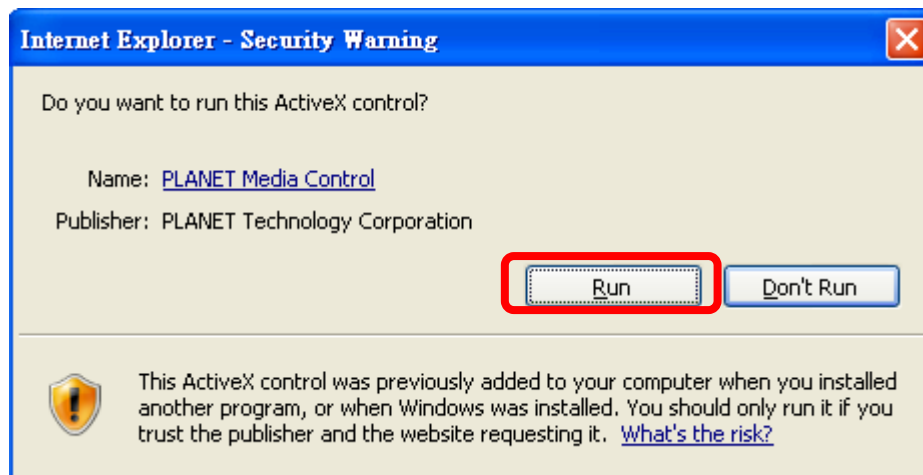 Internet Explorer - Security Warning
Do you want to run this ActiveX control?
Name: PLANET Media Control
Publisher: PLANET Technology Corporation
Run Don't Run
This ActiveX control was previously added to your computer when you installed
another program, or when Windows was installed. You should only run it if you
trust the publisher and the website requesting it. What's the risk?